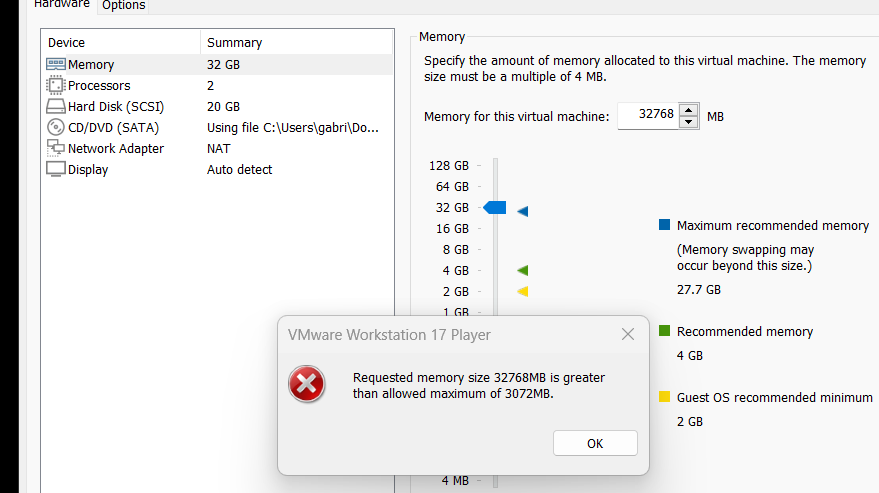 Hardware Options
Device Summary
Memory 32 GB
Processors 2
Hard Disk (SCSI) 20 GB
CD/DVD (SATA) Using file C:\Users\gabri\Do...
Network Adapter NAT
Display Auto detect
Memory
Specify the amount of memory allocated to this virtual machine. The memory
size must be a multiple of 4 MB.
Memory for this virtual machine: 32768 MB
128 GB
64 GB
32 GB
16 GB
8 GB
4 GB
2 GB
1 GB
4 MB
Maximum recommended memory
(Memory swapping may
occur beyond this size.)
27.7 GB
Recommended memory
4 GB
Guest OS recommended minimum
2 GB
VMware Workstation 17 Player
Requested memory size 32768MB is greater
than allowed maximum of 3072MB.
OK